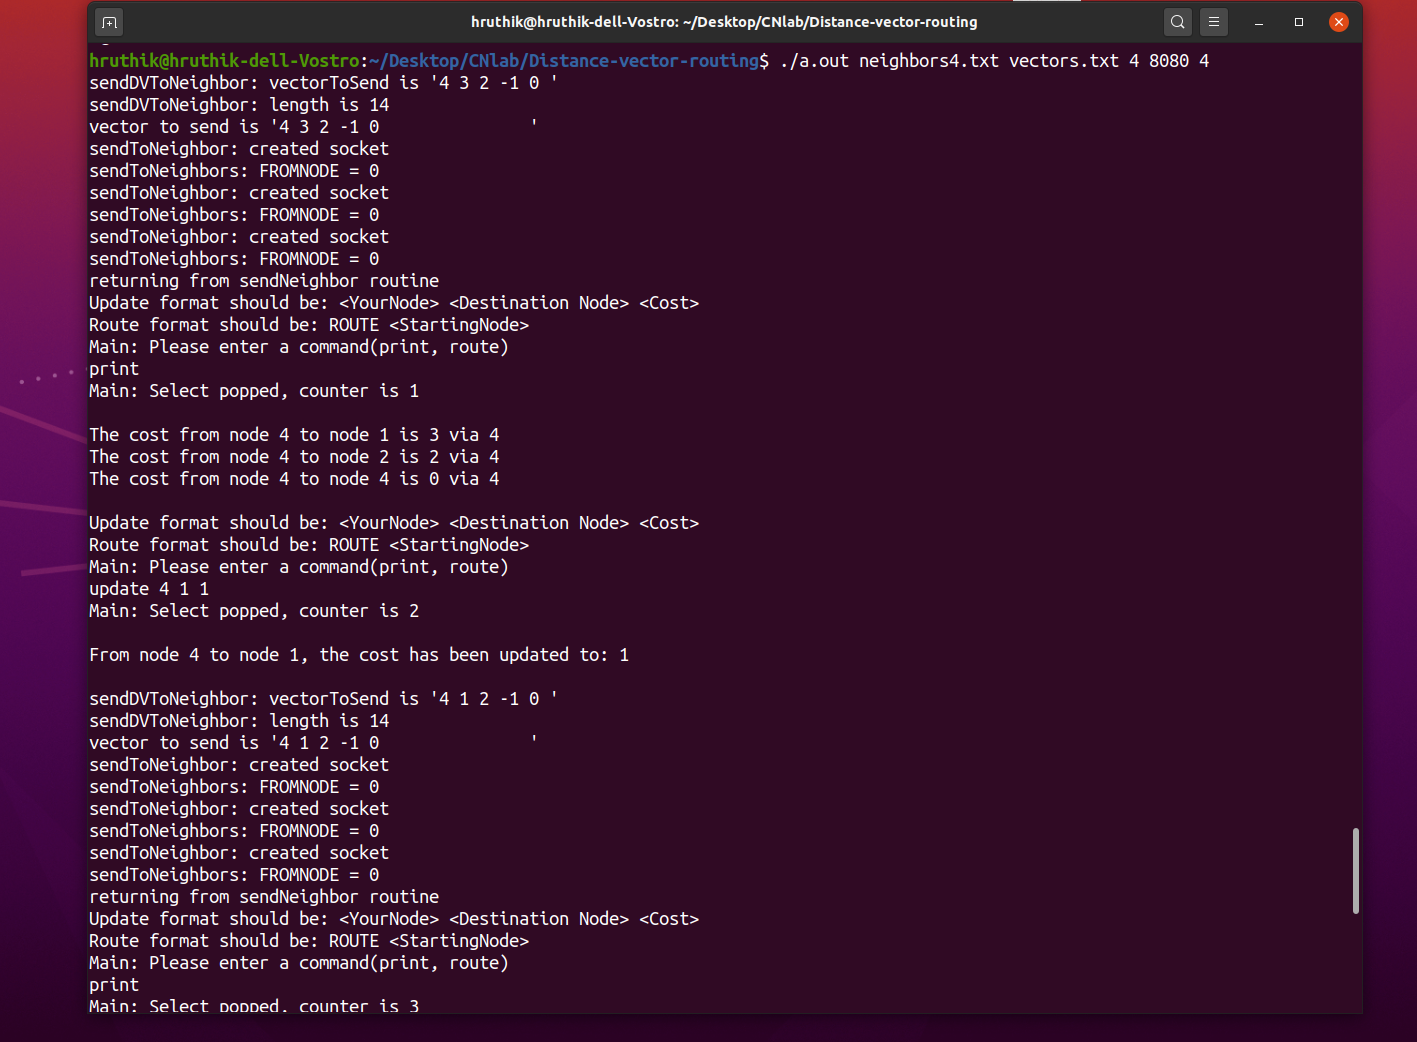 hruthik@hruthik-dell-Vostro: ~/Desktop/CNlab/Distance-vector-routing
hruthik@hruthik-dell-Vostro:~/Desktop/CNlab/Distance-vector-routing$ ./a.out neighbors4.txt vectors.txt 4 8080 4
sendDVToNeighbor: vectorToSend is '4 3 2 -1 0 '
sendDVToNeighbor: length is 14
vector to send is '4 3 2 -1 0               '
sendToNeighbor: created socket
sendToNeighbors: FROMNODE = 0
sendToNeighbor: created socket
sendToNeighbors: FROMNODE = 0
sendToNeighbor: created socket
sendToNeighbors: FROMNODE = 0
returning from sendNeighbor routine
Update format should be: <YourNode> <Destination Node> <Cost>
Route format should be: ROUTE <StartingNode>
Main: Please enter a command(print, route)
print
Main: Select popped, counter is 1
The cost from node 4 to node 1 is 3 via 4
The cost from node 4 to node 2 is 2 via 4
The cost from node 4 to node 4 is 0 via 4
Update format should be: <YourNode> <Destination Node> <Cost>
Route format should be: ROUTE <StartingNode>
Main: Please enter a command(print, route)
update 4 1 1
Main: Select popped, counter is 2
From node 4 to node 1, the cost has been updated to: 1
sendDVToNeighbor: vectorToSend is '4 1 2 -1 0 '
sendDVToNeighbor: length is 14
vector to send is '4 1 2 -1 0               '
sendToNeighbor: created socket
sendToNeighbors: FROMNODE = 0
sendToNeighbor: created socket
sendToNeighbors: FROMNODE = 0
sendToNeighbor: created socket
sendToNeighbors: FROMNODE = 0
returning from sendNeighbor routine
Update format should be: <YourNode> <Destination Node> <Cost>
Route format should be: ROUTE <StartingNode>
Main: Please enter a command(print, route)
print
Main: Select popped, counter is 3